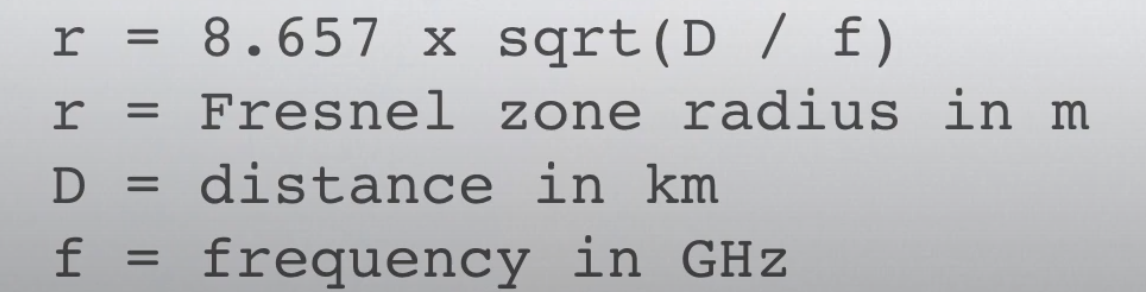 r = 8.657 x sqrt(D / f)
r = Fresnel zone radius in m
D = distance in km
f = frequency in GHz